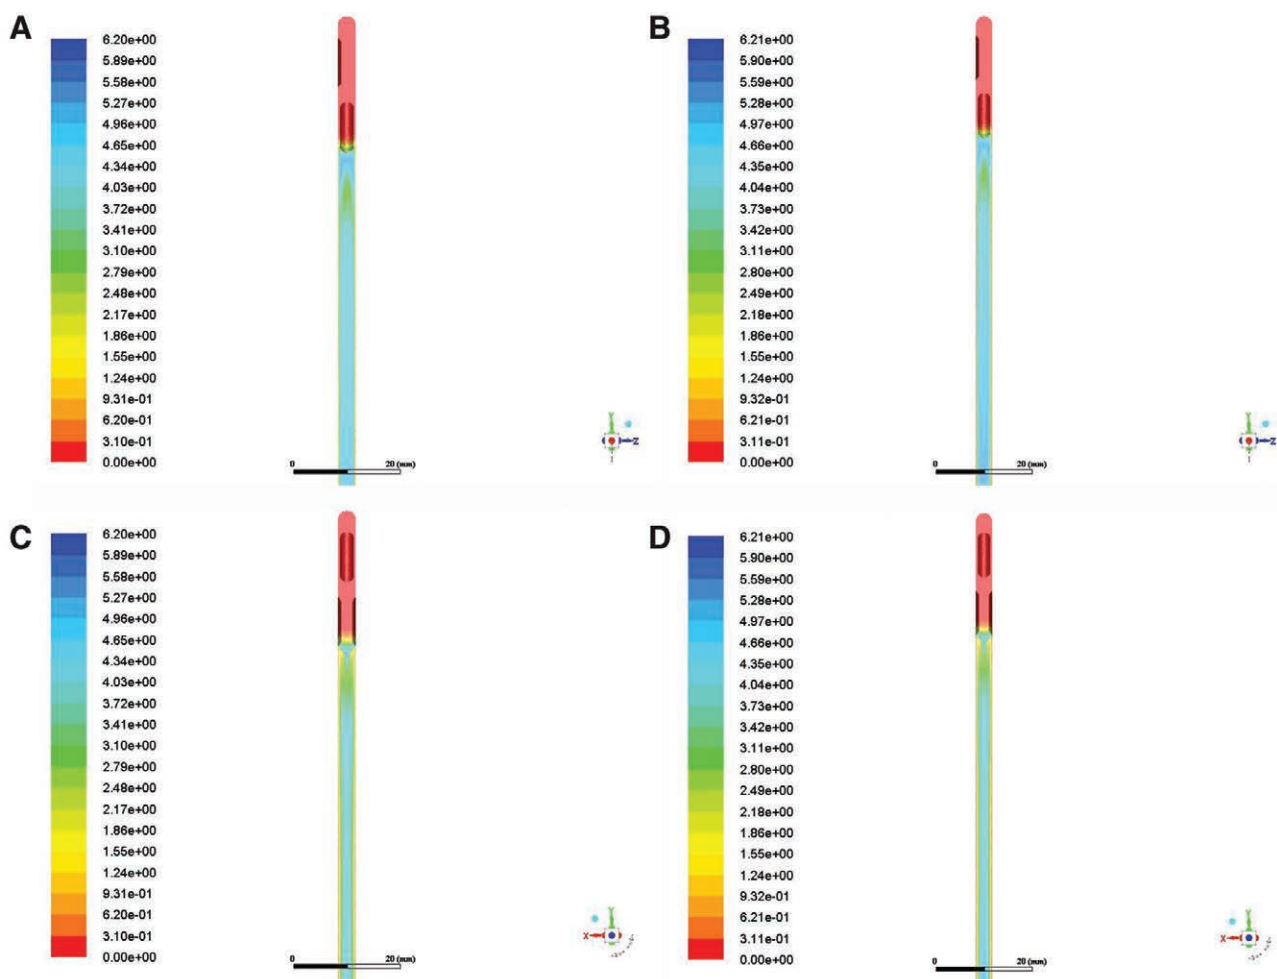 A
6.20e+00
5.89e+00
5.58e+00
5.27e+00
4.96e+00
4.65e+00
4.34e+00
4.03e+00
3.72e+00
3.41e+00
3.10e+00
2.79e+00
2.48e+00
2.17e+00
1.86e+00
1.55e+00
1.24e+00
9.31e-01
6.20e-01
3.10e-01
0.00e+00
0 20 (mm)
Y
Z
B
6.21e+00
5.90e+00
5.59e+00
5.28e+00
4.97e+00
4.66e+00
4.35e+00
4.04e+00
3.73e+00
3.42e+00
3.11e+00
2.80e+00
2.49e+00
2.18e+00
1.86e+00
1.55e+00
1.24e+00
9.32e-01
6.21e-01
3.11e-01
0.00e+00
0 20 (mm)
Y
Z
C
6.20e+00
5.89e+00
5.58e+00
5.27e+00
4.96e+00
4.65e+00
4.34e+00
4.03e+00
3.72e+00
3.41e+00
3.10e+00
2.79e+00
2.48e+00
2.17e+00
1.86e+00
1.55e+00
1.24e+00
9.31e-01
6.20e-01
3.10e-01
0.00e+00
0 20 (mm)
Y
X
D
6.21e+00
5.90e+00
5.59e+00
5.28e+00
4.97e+00
4.66e+00
4.35e+00
4.04e+00
3.73e+00
3.42e+00
3.11e+00
2.80e+00
2.49e+00
2.18e+00
1.86e+00
1.55e+00
1.24e+00
9.32e-01
6.21e-01
3.11e-01
0.00e+00
0 20 (mm)
Y
X